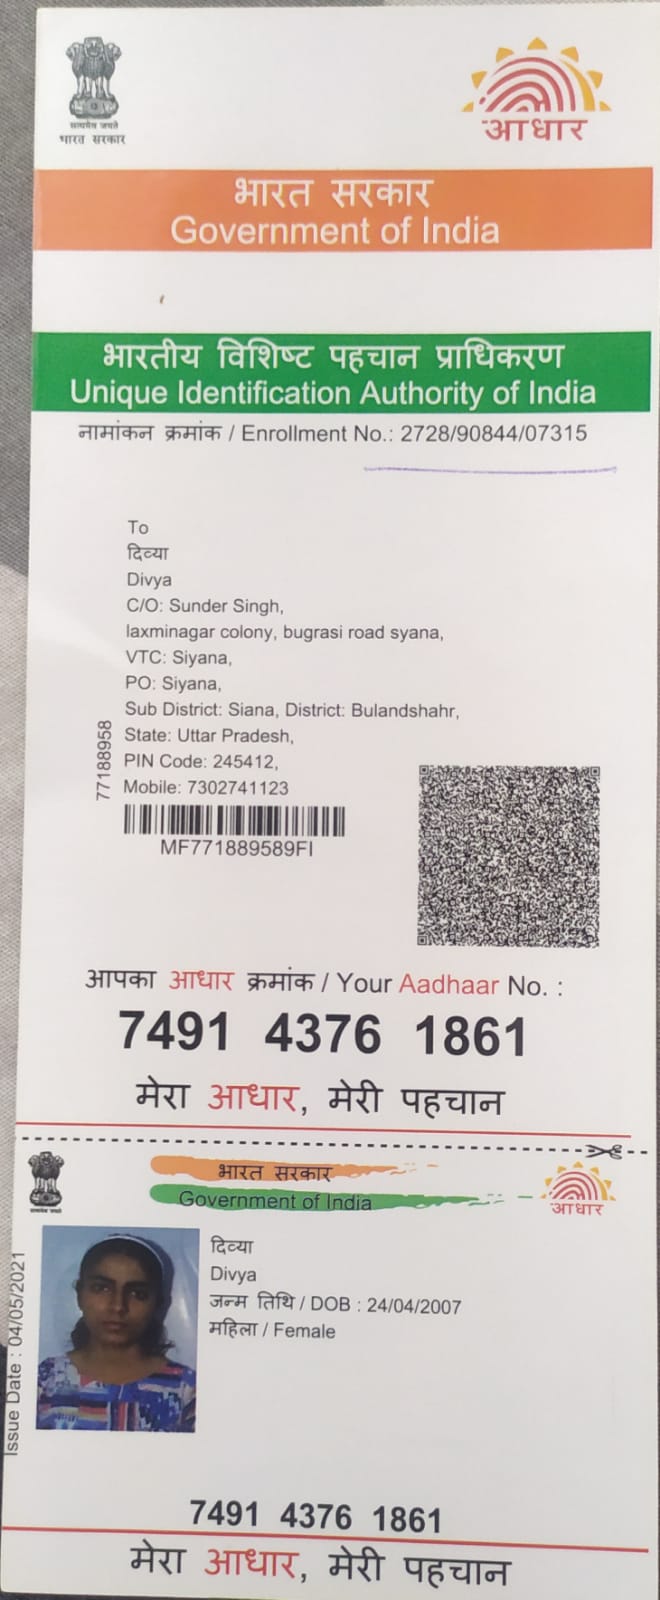 सत्यमेव जयते
भारत सरकार
आधार
भारत सरकार
Government of India
भारतीय विशिष्ट पहचान प्राधिकरण
Unique Identification Authority of India
नामांकन क्रमांक / Enrollment No.: 2728/90844/07315
To
दिव्या
Divya
C/O: Sunder Singh,
laxminagar colony, bugrasi road syana,
VTC: Siyana,
PO: Siyana,
Sub District: Siana, District: Bulandshahr,
State: Uttar Pradesh,
PIN Code: 245412,
Mobile: 7302741123
77188958
MF771889589FI
आपका आधार क्रमांक / Your Aadhaar No. :
7491 4376 1861
मेरा आधार, मेरी पहचान
भारत सरकार
Government of India
सत्यमेव जयते
आधार
दिव्या
Divya
जन्म तिथि / DOB : 24/04/2007
महिला / Female
Issue Date : 04/05/2021
7491 4376 1861
मेरा आधार, मेरी पहचान